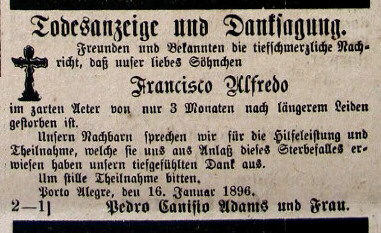 Todesanzeige und Danksagung.
Freunden und Bekannten die tiefschmerzliche Nach-
richt, daß unser liebes Söhnchen
Francisco Alfredo
im zarten Aeter von nur 3 Monaten nach längerem Leiden
gestorben ist.
Unsern Nachbarn sprechen wir für die Hilfeleistung und
Theilnahme, welche sie uns aus Anlaß dieses Sterbefalles er-
wiesen haben unsern tiefgefühlten Dank aus.
Um stille Theilnahme bitten.
Porto Alegre, den 16. Januar 1896.
2—1] Pedro Canisio Adams und Frau.